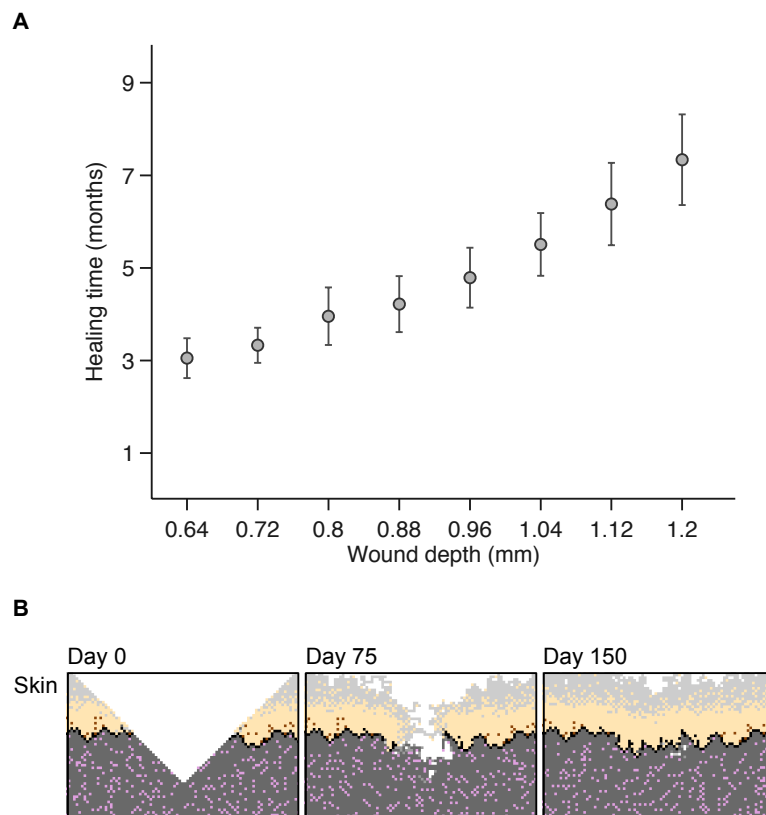 A
Healing time (months)
9
7
5
3
1
0.64 0.72 0.8 0.88 0.96 1.04 1.12 1.2
Wound depth (mm)
B
Day 0 Day 75 Day 150
Skin